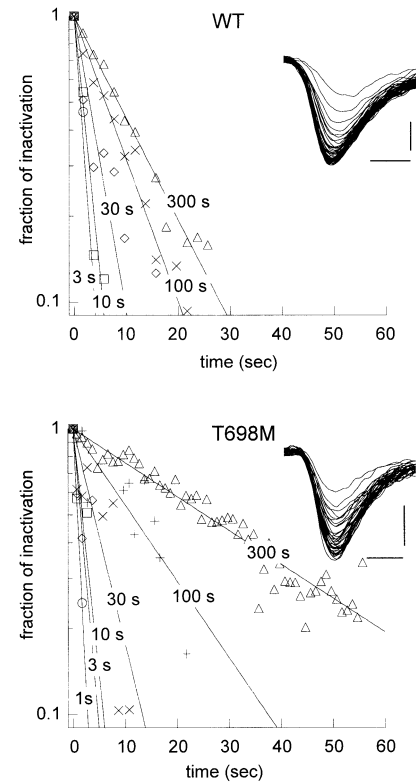 WT
1
fraction of inactivation
30 s
300 s
3 s
100 s
10 s
0.1
0 10 20 30 40 50 60
time (sec)
T698M
1
fraction of inactivation
300 s
30 s
100 s
10 s
3 s
1s
0.1
0 10 20 30 40 50 60
time (sec)